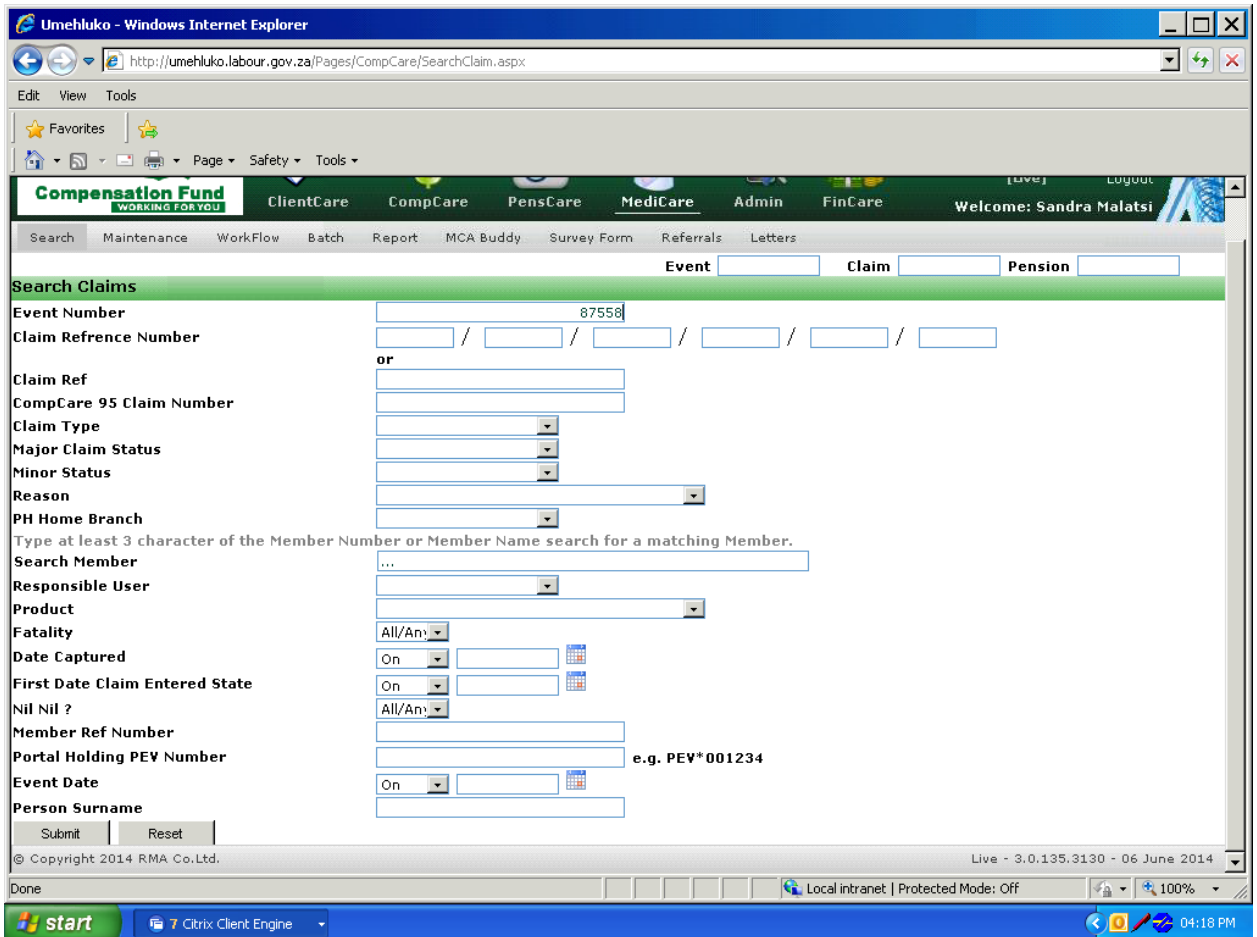 Umehluko - Windows Internet Explorer
http://umehluko.labour.gov.za/Pages/CompCare/SearchClaim.aspx
Edit View Tools
Favorites
Page Safety Tools
Compensation Fund
WORKING FOR YOU
ClientCare CompCare PensCare MediCare Admin FinCare
[Live] Logout
Welcome: Sandra Malatsi
Search Maintenance WorkFlow Batch Report MCA Buddy Survey Form Referrals Letters
Event Claim Pension
Search Claims
Event Number 87558
Claim Refrence Number / / / / /
or
Claim Ref
CompCare 95 Claim Number
Claim Type
Major Claim Status
Minor Status
Reason
PH Home Branch
Type at least 3 character of the Member Number or Member Name search for a matching Member.
Search Member ...
Responsible User
Product
Fatality All/Any
Date Captured On
First Date Claim Entered State On
Nil Nil ? All/Any
Member Ref Number
Portal Holding PEV Number e.g. PEV*001234
Event Date On
Person Surname
Submit Reset
© Copyright 2014 RMA Co.Ltd. Live - 3.0.135.3130 - 06 June 2014
Done Local intranet | Protected Mode: Off 100%
start 7 Citrix Client Engine 04:18 PM